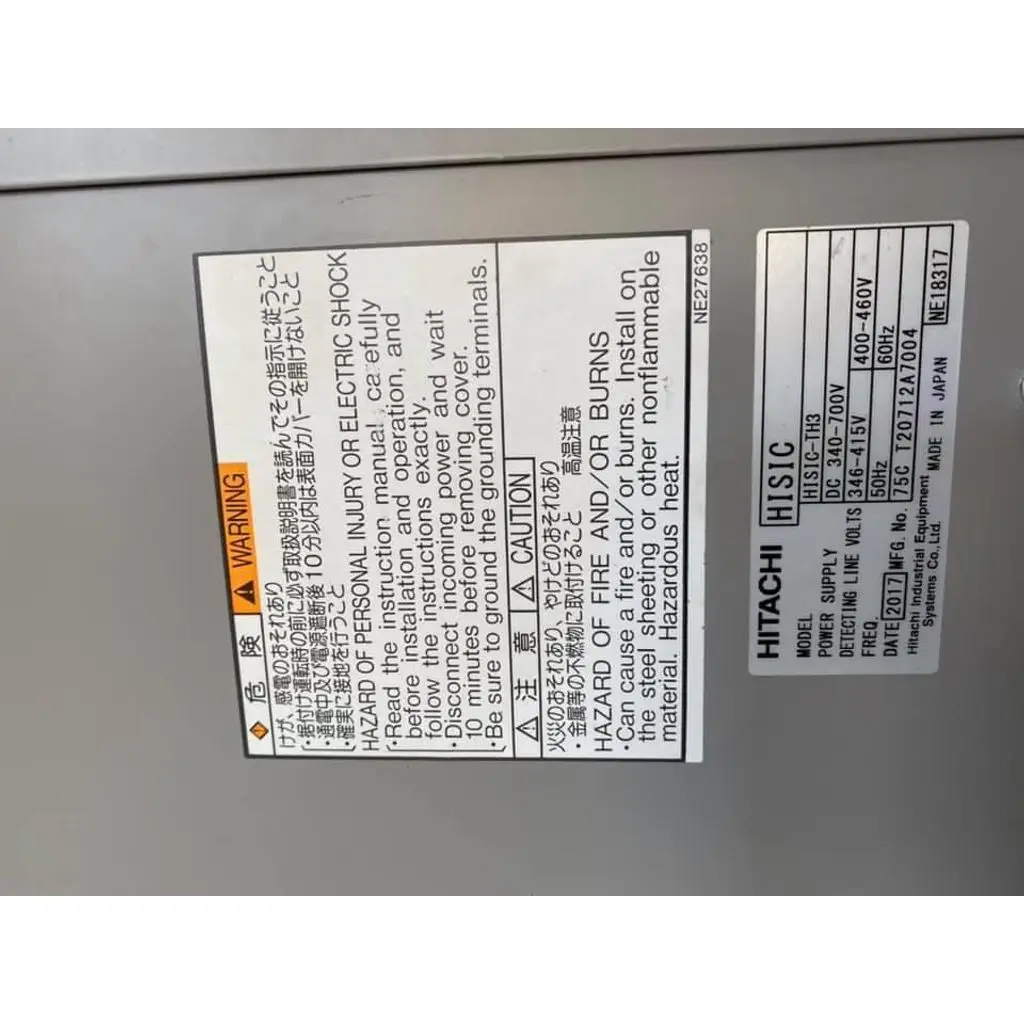 危 険
WARNING
けが、感電のおそれあり
・据付け運転時の前に必ず取扱説明書を読んでその指示に従うこと
・通電中及び電源遮断後10分以内は表面カバーを開けないこと
・確実に接地を行うこと
HAZARD OF PERSONAL INJURY OR ELECTRIC SHOCK
・Read the instruction manual carefully
before installation and operation, and
follow the instructions exactly.
・Disconnect incoming power and wait
10 minutes before removing cover.
・Be sure to ground the grounding terminals.
注 意
CAUTION
火災のおそれあり、やけどのおそれあり
・金属等の不燃物に取付けること 高温注意
HAZARD OF FIRE AND/OR BURNS
・Can cause a fire and/or burns. Install on
the steel sheeting or other nonflammable
material. Hazardous heat.
NE27638
HITACHI HISIC
MODEL HISIC-TH3
POWER SUPPLY DC 340-700V
DETECTING LINE VOLTS 346-415V 400-460V
FREQ. 50Hz 60Hz
DATE 2017 MFG. No. 75C T20712A7004
Hitachi Industrial Equipment MADE IN JAPAN NE18317
Systems Co., Ltd.